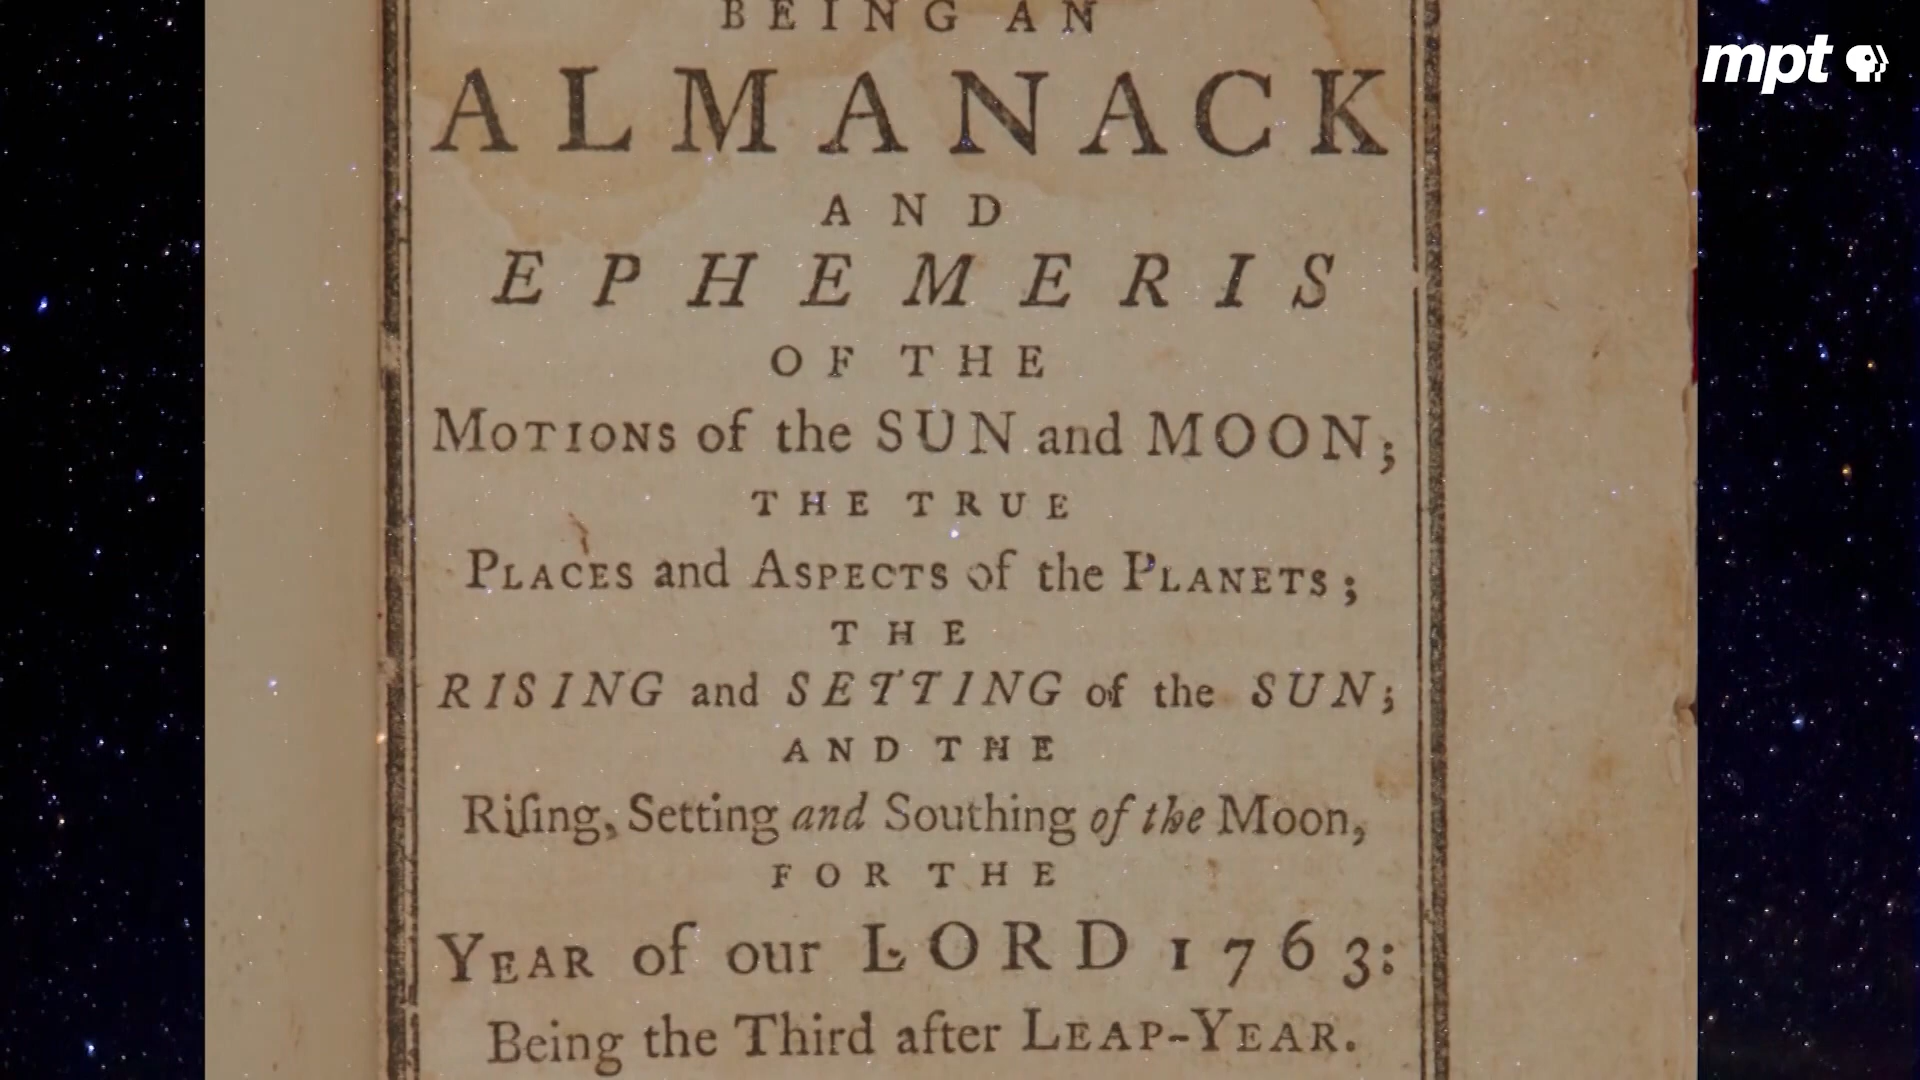 BEING AN
mpt
ALMANACK
AND
EPHEMERIS
OF THE
MOTIONS of the SUN and MOON;
THE TRUE
PLACES and ASPECTS of the PLANETS;
THE
RISING and SETTING of the SUN;
AND THE
Riſing, Setting and Southing of the Moon,
FOR THE
YEAR of our LORD 1763:
Being the Third after LEAP-YEAR.